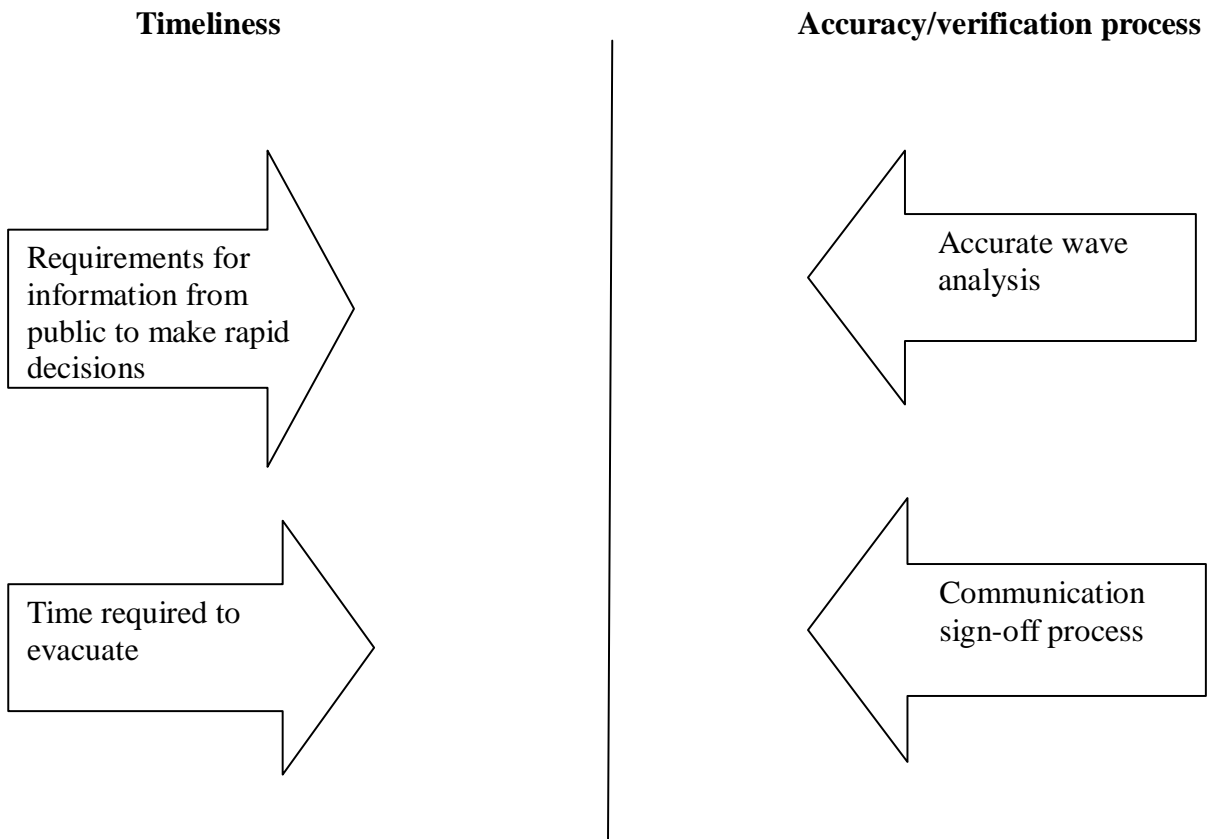 Timeliness
Accuracy/verification process
Requirements for
information from
public to make rapid
decisions
Accurate wave
analysis
Time required to
evacuate
Communication
sign-off process